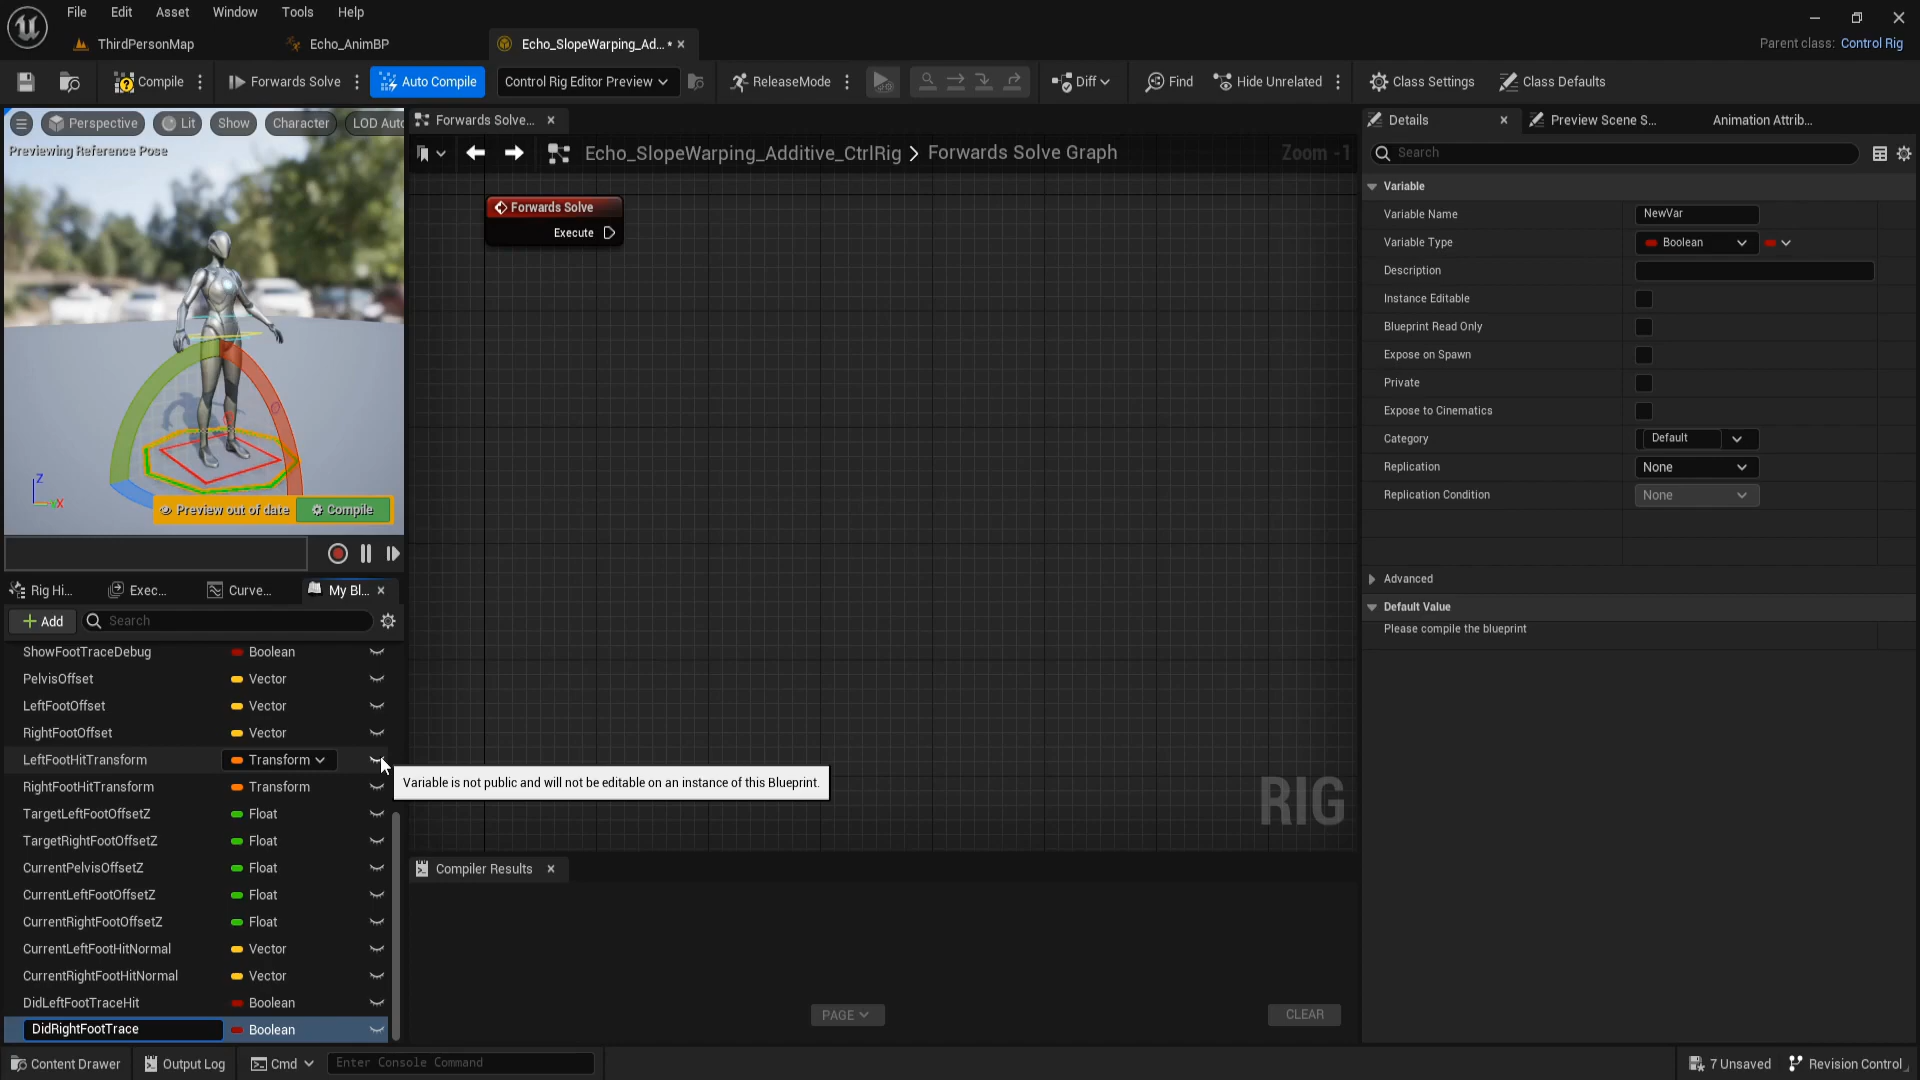 File Edit Asset Window Tools Help
ThirdPersonMap
Echo_AnimBP
Echo_SlopeWarping_Ad... •
Parent class: Control Rig
Compile
Forwards Solve
Auto Compile
Control Rig Editor Preview
ReleaseMode
Diff
Find
Hide Unrelated
Class Settings
Class Defaults
Perspective
Lit
Show
Character
LOD Auto
Previewing Reference Pose
Z
X
Preview out of date
Compile
Forwards Solve...
Echo_SlopeWarping_Additive_CtrlRig > Forwards Solve Graph
Zoom -1
Forwards Solve
Execute
RIG
Rig Hi...
Exec...
Curve...
My Bl...
+ Add
Search
ShowFootTraceDebug Boolean
PelvisOffset Vector
LeftFootOffset Vector
RightFootOffset Vector
LeftFootHitTransform Transform
RightFootHitTransform Transform
TargetLeftFootOffsetZ Float
TargetRightFootOffsetZ Float
CurrentPelvisOffsetZ Float
CurrentLeftFootOffsetZ Float
CurrentRightFootOffsetZ Float
CurrentLeftFootHitNormal Vector
CurrentRightFootHitNormal Vector
DidLeftFootTraceHit Boolean
DidRightFootTrace Boolean
Variable is not public and will not be editable on an instance of this Blueprint.
Compiler Results
PAGE
CLEAR
Details
Preview Scene S...
Animation Attrib...
Search
Variable
Variable Name NewVar
Variable Type Boolean
Description
Instance Editable
Blueprint Read Only
Expose on Spawn
Private
Expose to Cinematics
Category Default
Replication None
Replication Condition None
Advanced
Default Value
Please compile the blueprint
Content Drawer
Output Log
Cmd
Enter Console Command
7 Unsaved
Revision Control